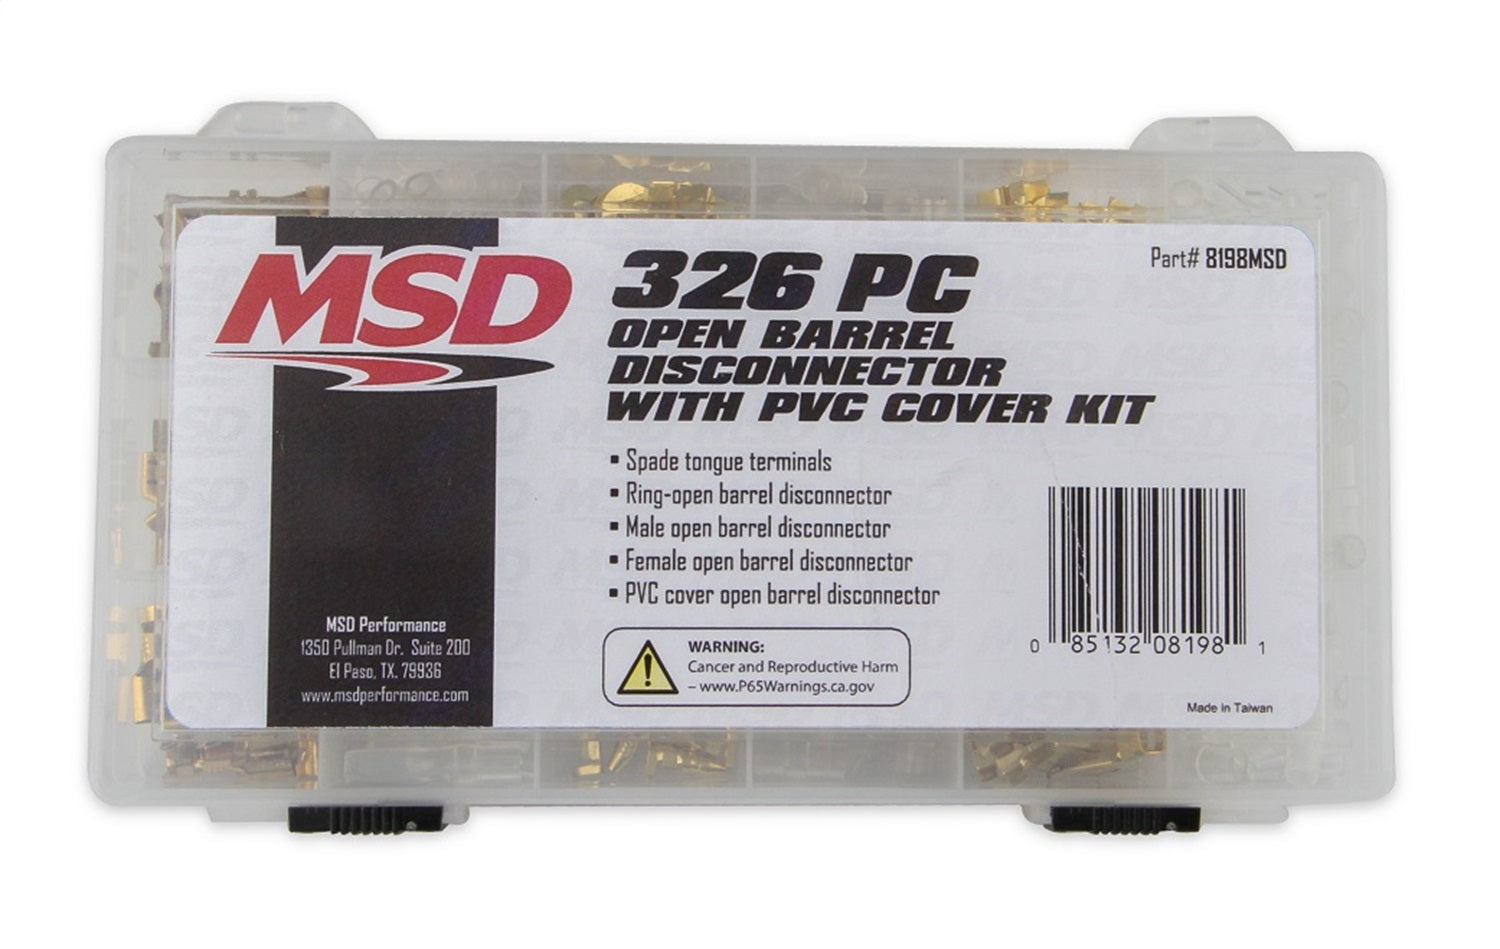 MSD
326 PC
OPEN BARREL
DISCONNECTOR
WITH PVC COVER KIT
Part# 8198MSD
▪ Spade tongue terminals
▪ Ring-open barrel disconnector
▪ Male open barrel disconnector
▪ Female open barrel disconnector
▪ PVC cover open barrel disconnector
MSD Performance
1350 Pullman Dr. Suite 200
El Paso, TX. 79936
www.msdperformance.com
WARNING:
Cancer and Reproductive Harm
– www.P65Warnings.ca.gov
0 85132 08198 1
Made in Taiwan